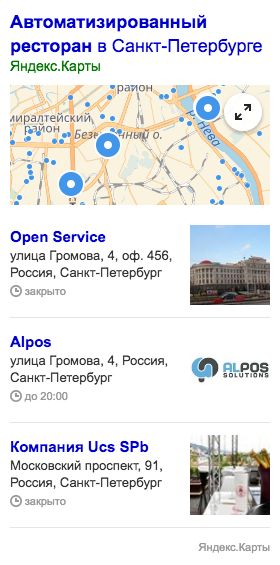 Автоматизированный
ресторан в Санкт-Петербурге
Яндекс.Карты
район
район
миралтейский
район
Безымянный о.
р. Нева
Open Service
улица Громова, 4, оф. 456,
Россия, Санкт-Петербург
закрыто
Alpos
улица Громова, 4, Россия,
Санкт-Петербург
до 20:00
ALPOS
SOLUTIONS
Компания Ucs SPb
Московский проспект, 91,
Россия, Санкт-Петербург
закрыто
Яндекс.Карты